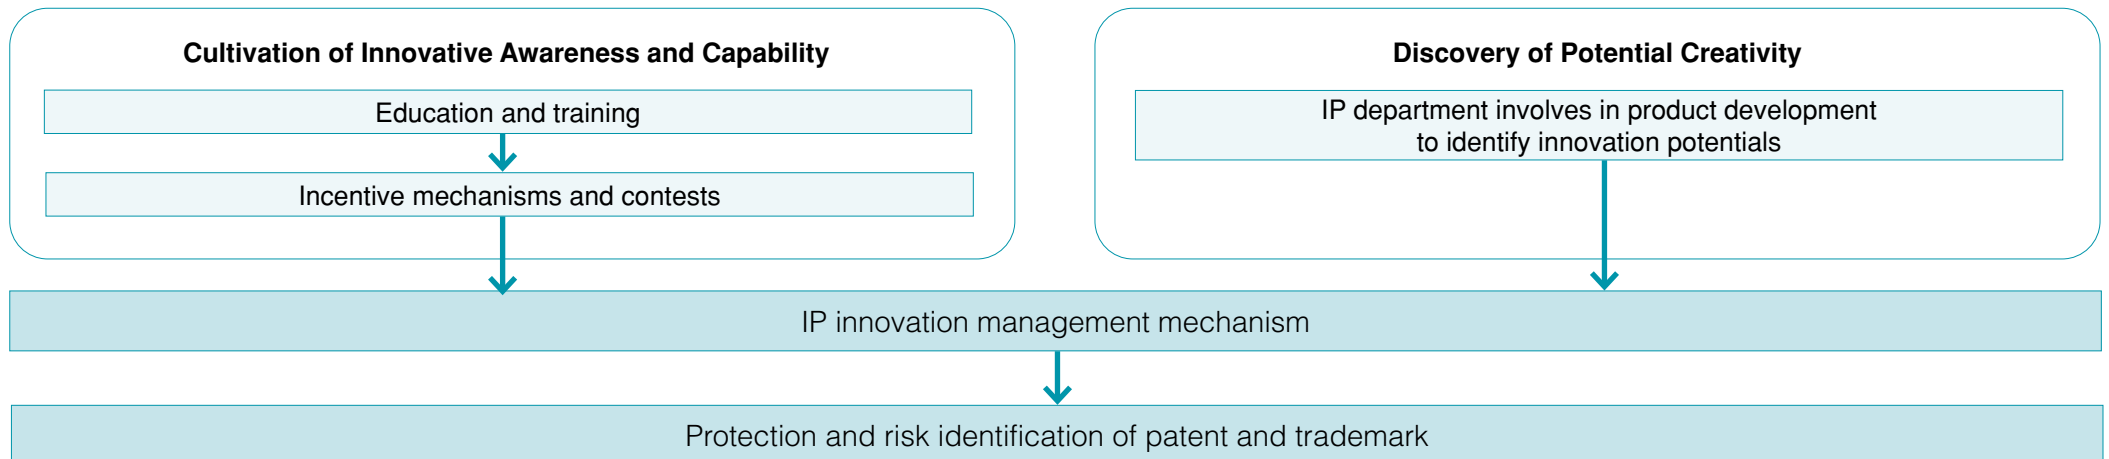 Cultivation of Innovative Awareness and Capability
Education and training
Incentive mechanisms and contests
Discovery of Potential Creativity
IP department involves in product development
to identify innovation potentials
IP innovation management mechanism
Protection and risk identification of patent and trademark